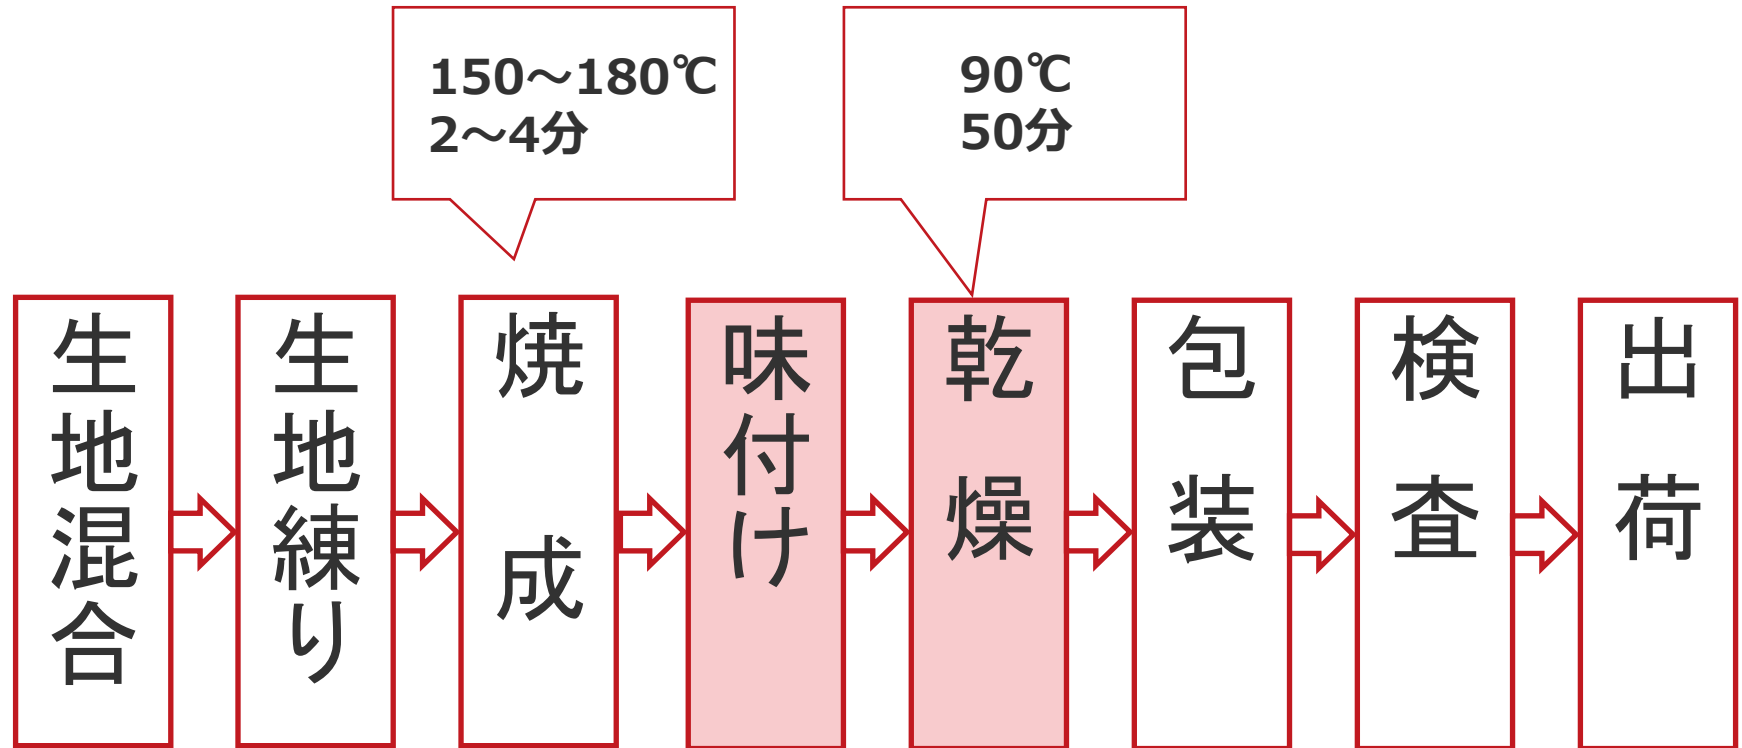 150～180℃
2～4分
90℃
50分
生地混合
生地練り
焼成
味付け
乾燥
包装
検査
出荷